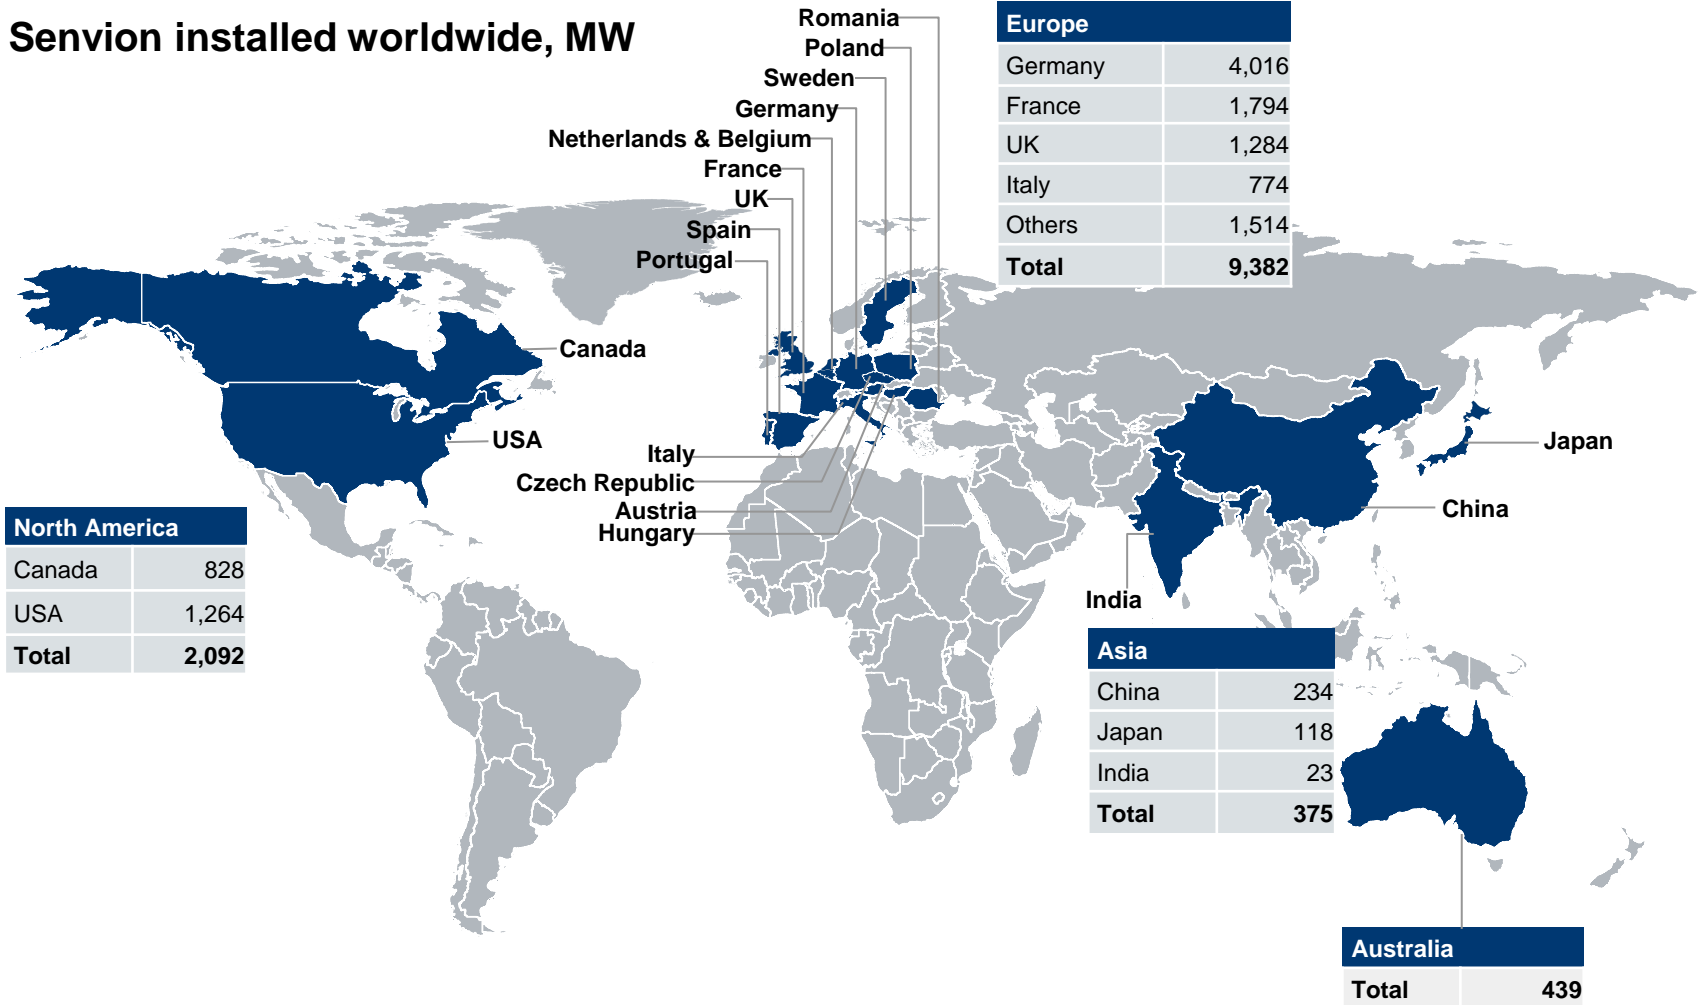 Senvion installed worldwide, MW
Romania
Poland
Sweden
Germany
Netherlands & Belgium
France
UK
Spain
Portugal
Europe
Germany 4,016
France 1,794
UK 1,284
Italy 774
Others 1,514
Total 9,382
Canada
USA
Italy
Czech Republic
Austria
Hungary
Japan
China
India
North America
Canada 828
USA 1,264
Total 2,092
Asia
China 234
Japan 118
India 23
Total 375
Australia
Total 439